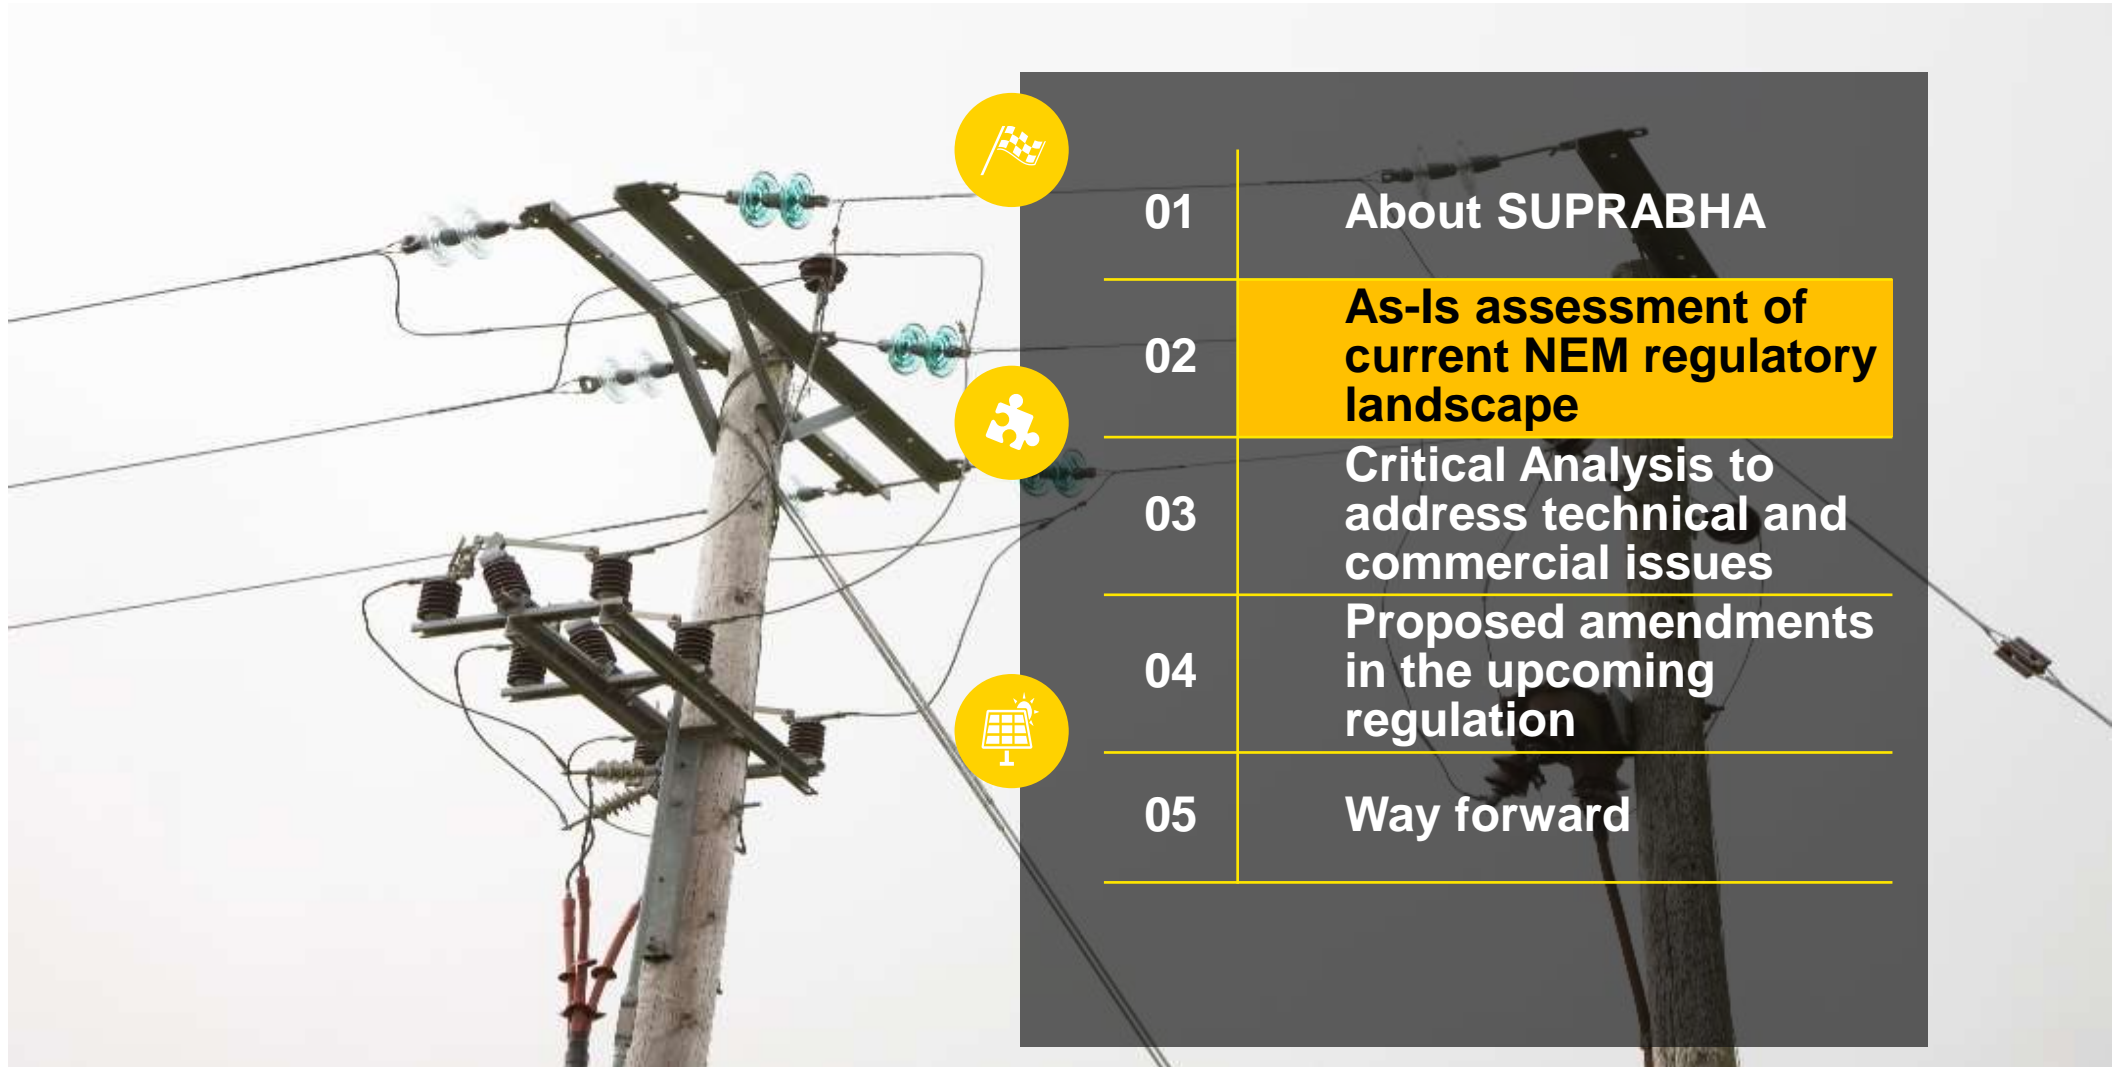 01
About SUPRABHA
02
As-Is assessment of
current NEM regulatory
landscape
03
Critical Analysis to
address technical and
commercial issues
04
Proposed amendments
in the upcoming
regulation
05
Way forward